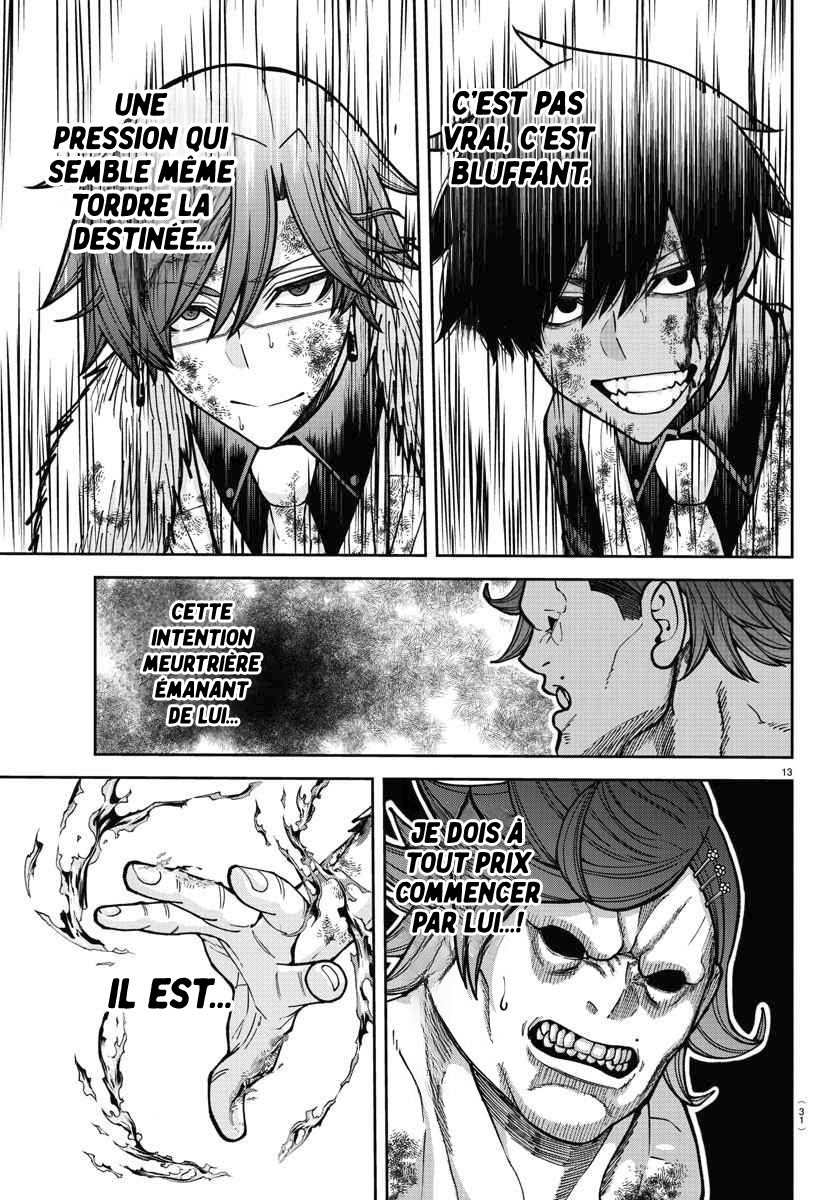 C'EST PAS
VRAI, C'EST
BLUFFANT.
UNE
PRESSION QUI
SEMBLE MÊME
TORDRE LA
DESTINÉE...
CETTE
INTENTION
MEURTRIÈRE
ÉMANANT
DE LUI...
13
JE DOIS À
TOUT PRIX
COMMENCER
PAR LUI...!
IL EST...
(31)